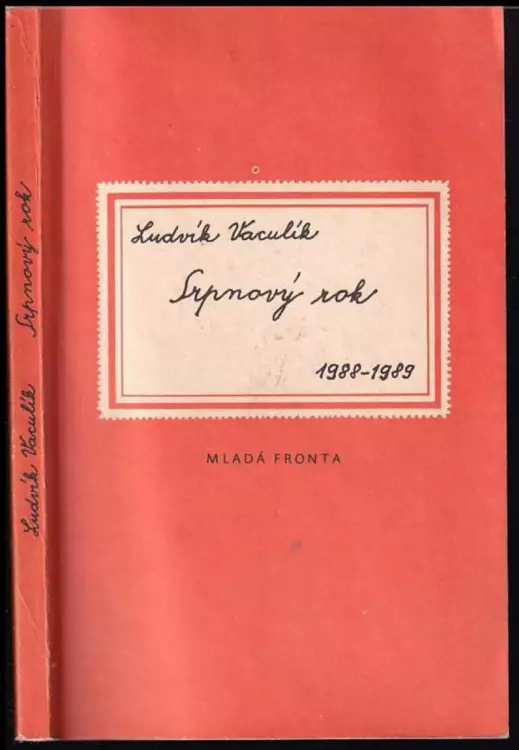 Ludvík Vaculík
Srpnový rok
1988-1989
MLADÁ FRONTA
Ludvík Vaculík Srpnový rok